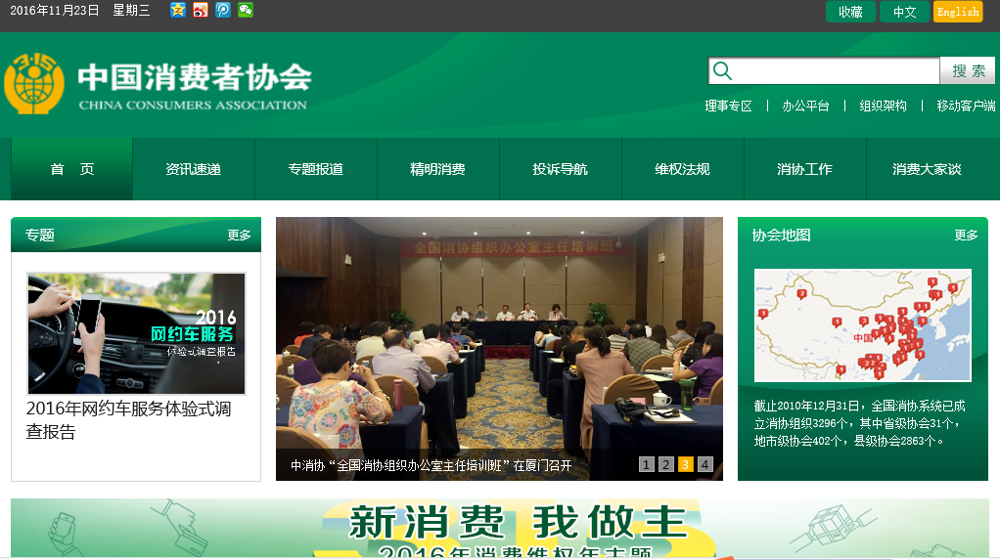 2016年11月23日 星期三
收藏 中文 English
中国消费者协会
CHINA CONSUMERS ASSOCIATION
搜 索
理事专区 | 办公平台 | 组织架构 | 移动客户端
首 页 资讯速递 专题报道 精明消费 投诉导航 维权法规 消协工作 消费大家谈
专题 更多
2016
网约车服务
体验式调查报告
2016年网约车服务体验式调
查报告
全国消协组织办公室主任培训班
中消协“全国消协组织办公室主任培训班”在厦门召开
1 2 3 4
协会地图 更多
中国
截止2010年12月31日，全国消协系统已成
立消协组织3296个，其中省级协会31个，
地市级协会402个，县级协会2863个。
新消费 我做主
2016年消费维权年主题